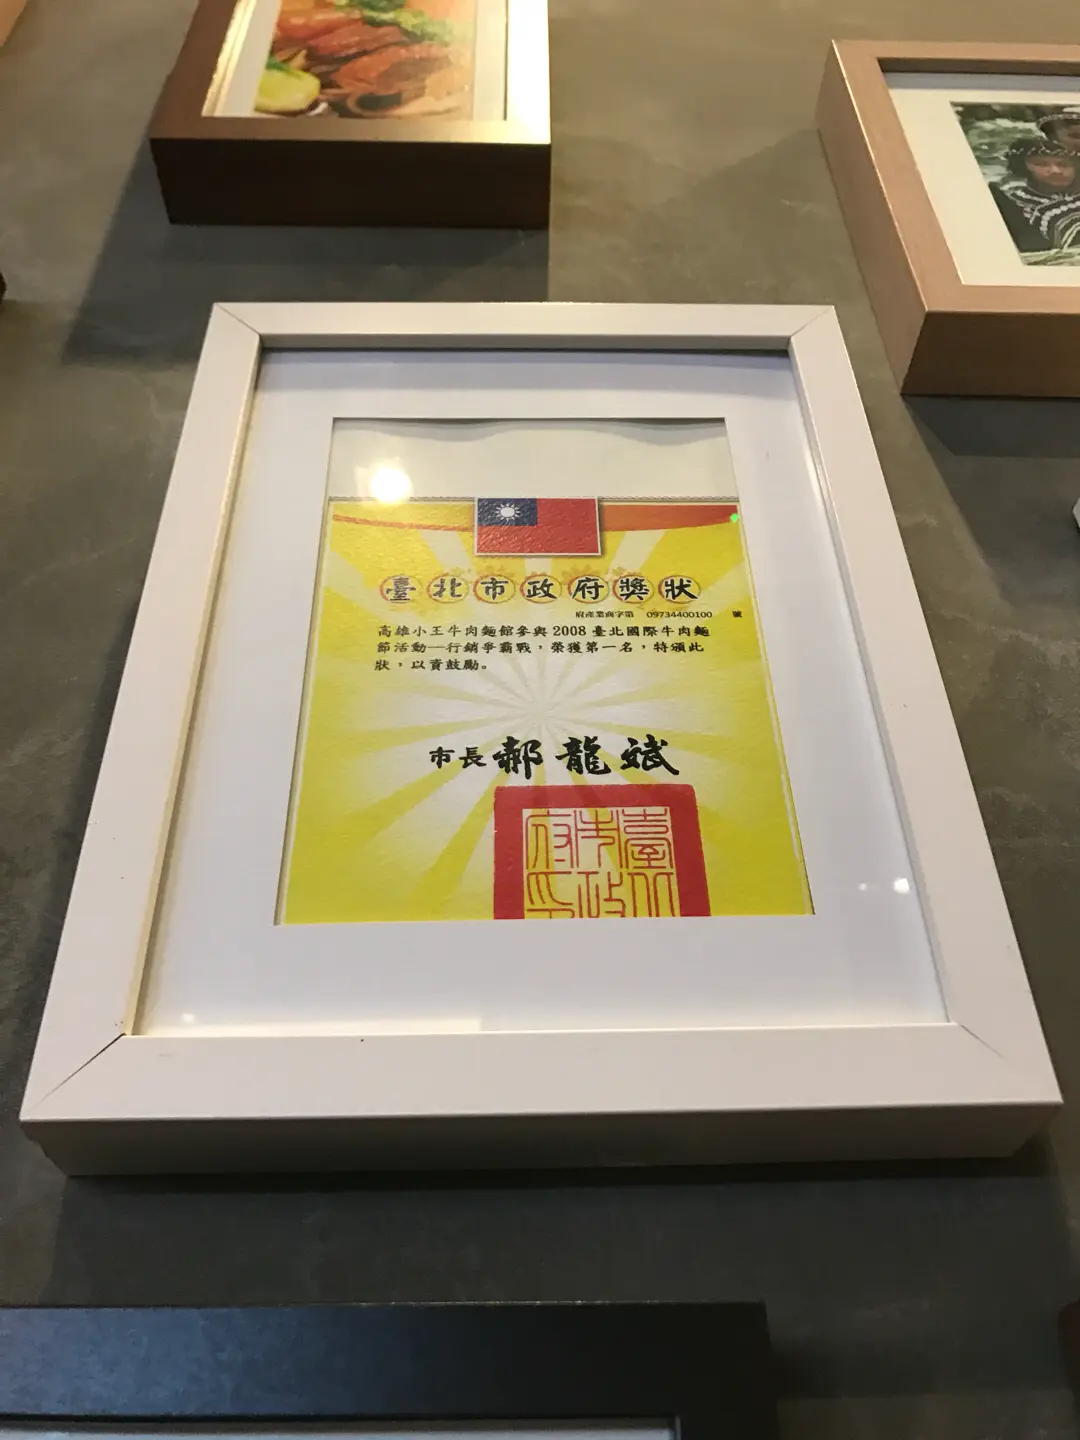 臺北市政府獎狀
府產業商字第 09734400100 號
高雄小王牛肉麵館參與 2008 臺北國際牛肉麵
節活動─行銷爭霸戰，榮獲第一名，特頒此
狀，以資鼓勵。
市長 郝龍斌
臺北
市政
府印